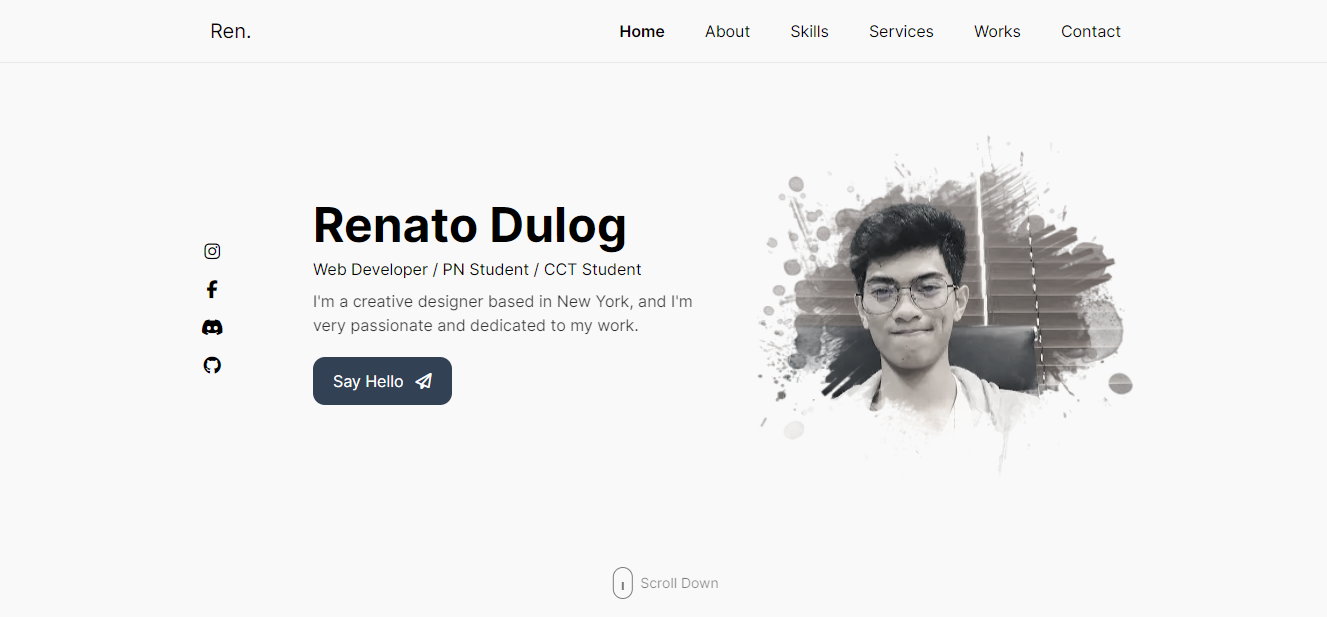 Ren.
Home About Skills Services Works Contact
Renato Dulog
Web Developer / PN Student / CCT Student
I'm a creative designer based in New York, and I'm
very passionate and dedicated to my work.
Say Hello
Scroll Down